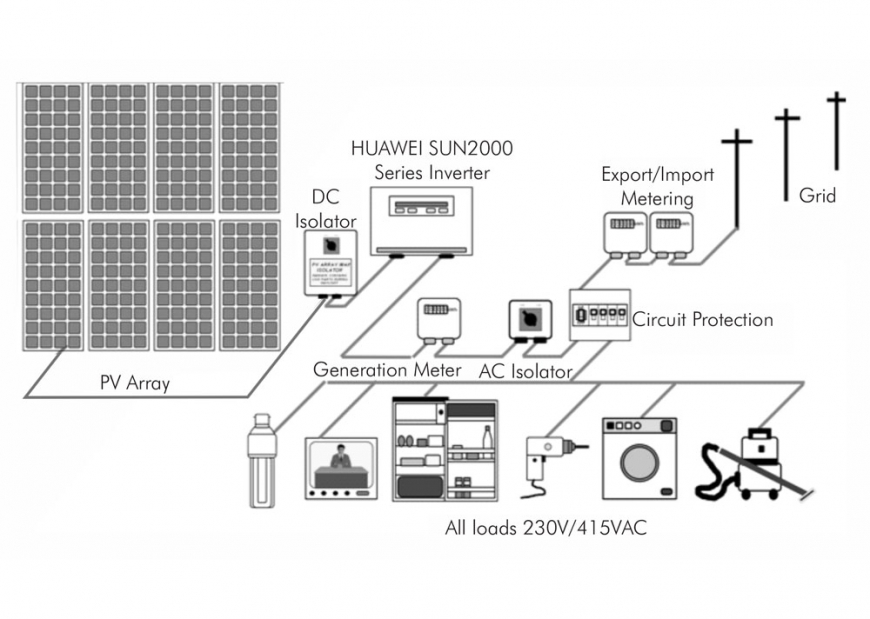 HUAWEI SUN2000
Series Inverter
DC
Isolator
Export/Import
Metering
Grid
PV ARRAY MAIN
ISOLATOR
Circuit Protection
Generation Meter
AC Isolator
PV Array
All loads 230V/415VAC